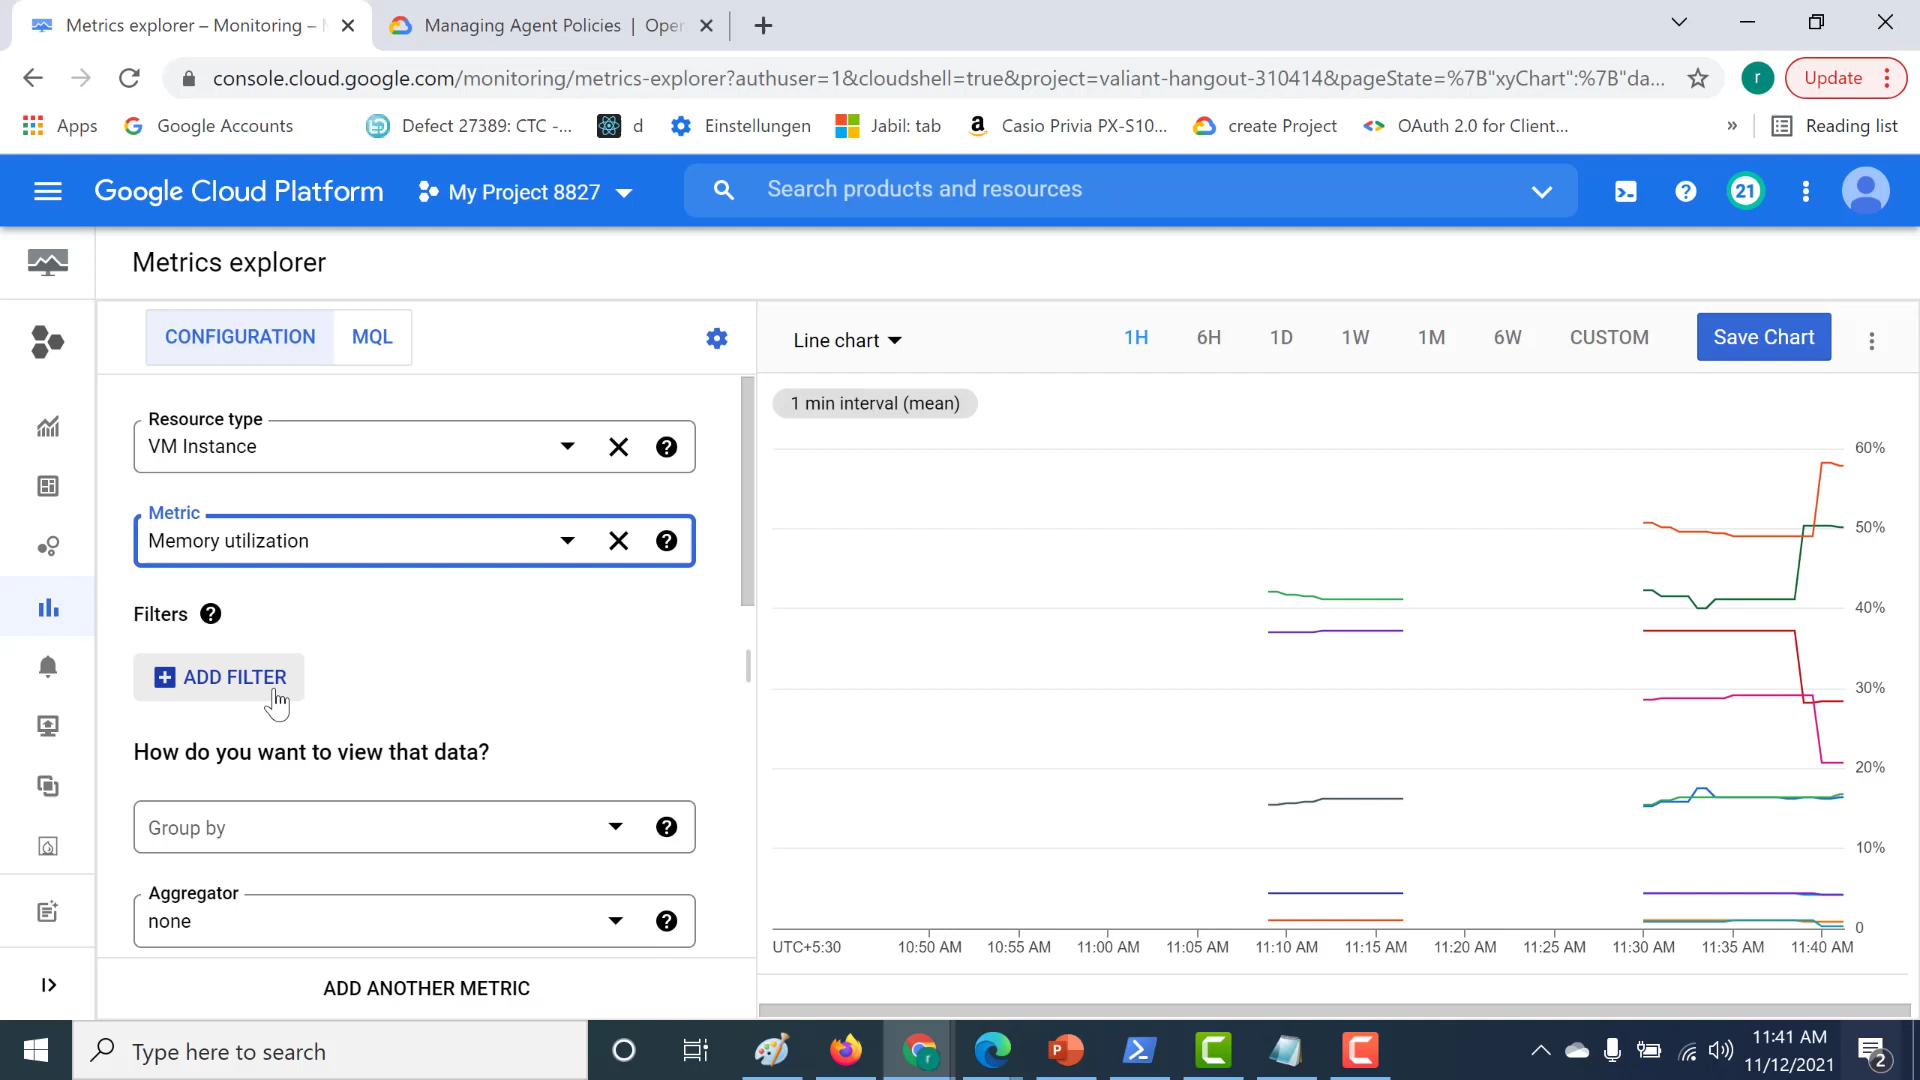 Metrics explorer – Monitoring –
Managing Agent Policies | Oper
console.cloud.google.com/monitoring/metrics-explorer?authuser=1&cloudshell=true&project=valiant-hangout-310414&pageState=%7B"xyChart":%7B"da...
r
Update
Apps
Google Accounts
Defect 27389: CTC -...
d
Einstellungen
Jabil: tab
Casio Privia PX-S10...
create Project
OAuth 2.0 for Client...
»
Reading list
Google Cloud Platform
My Project 8827
Search products and resources
21
Metrics explorer
CONFIGURATION
MQL
Line chart
1H
6H
1D
1W
1M
6W
CUSTOM
Save Chart
Resource type
VM Instance
Metric
Memory utilization
Filters
ADD FILTER
How do you want to view that data?
Group by
Aggregator
none
ADD ANOTHER METRIC
1 min interval (mean)
60%
50%
40%
30%
20%
10%
0
UTC+5:30
10:50 AM
10:55 AM
11:00 AM
11:05 AM
11:10 AM
11:15 AM
11:20 AM
11:25 AM
11:30 AM
11:35 AM
11:40 AM
Type here to search
11:41 AM
11/12/2021
2